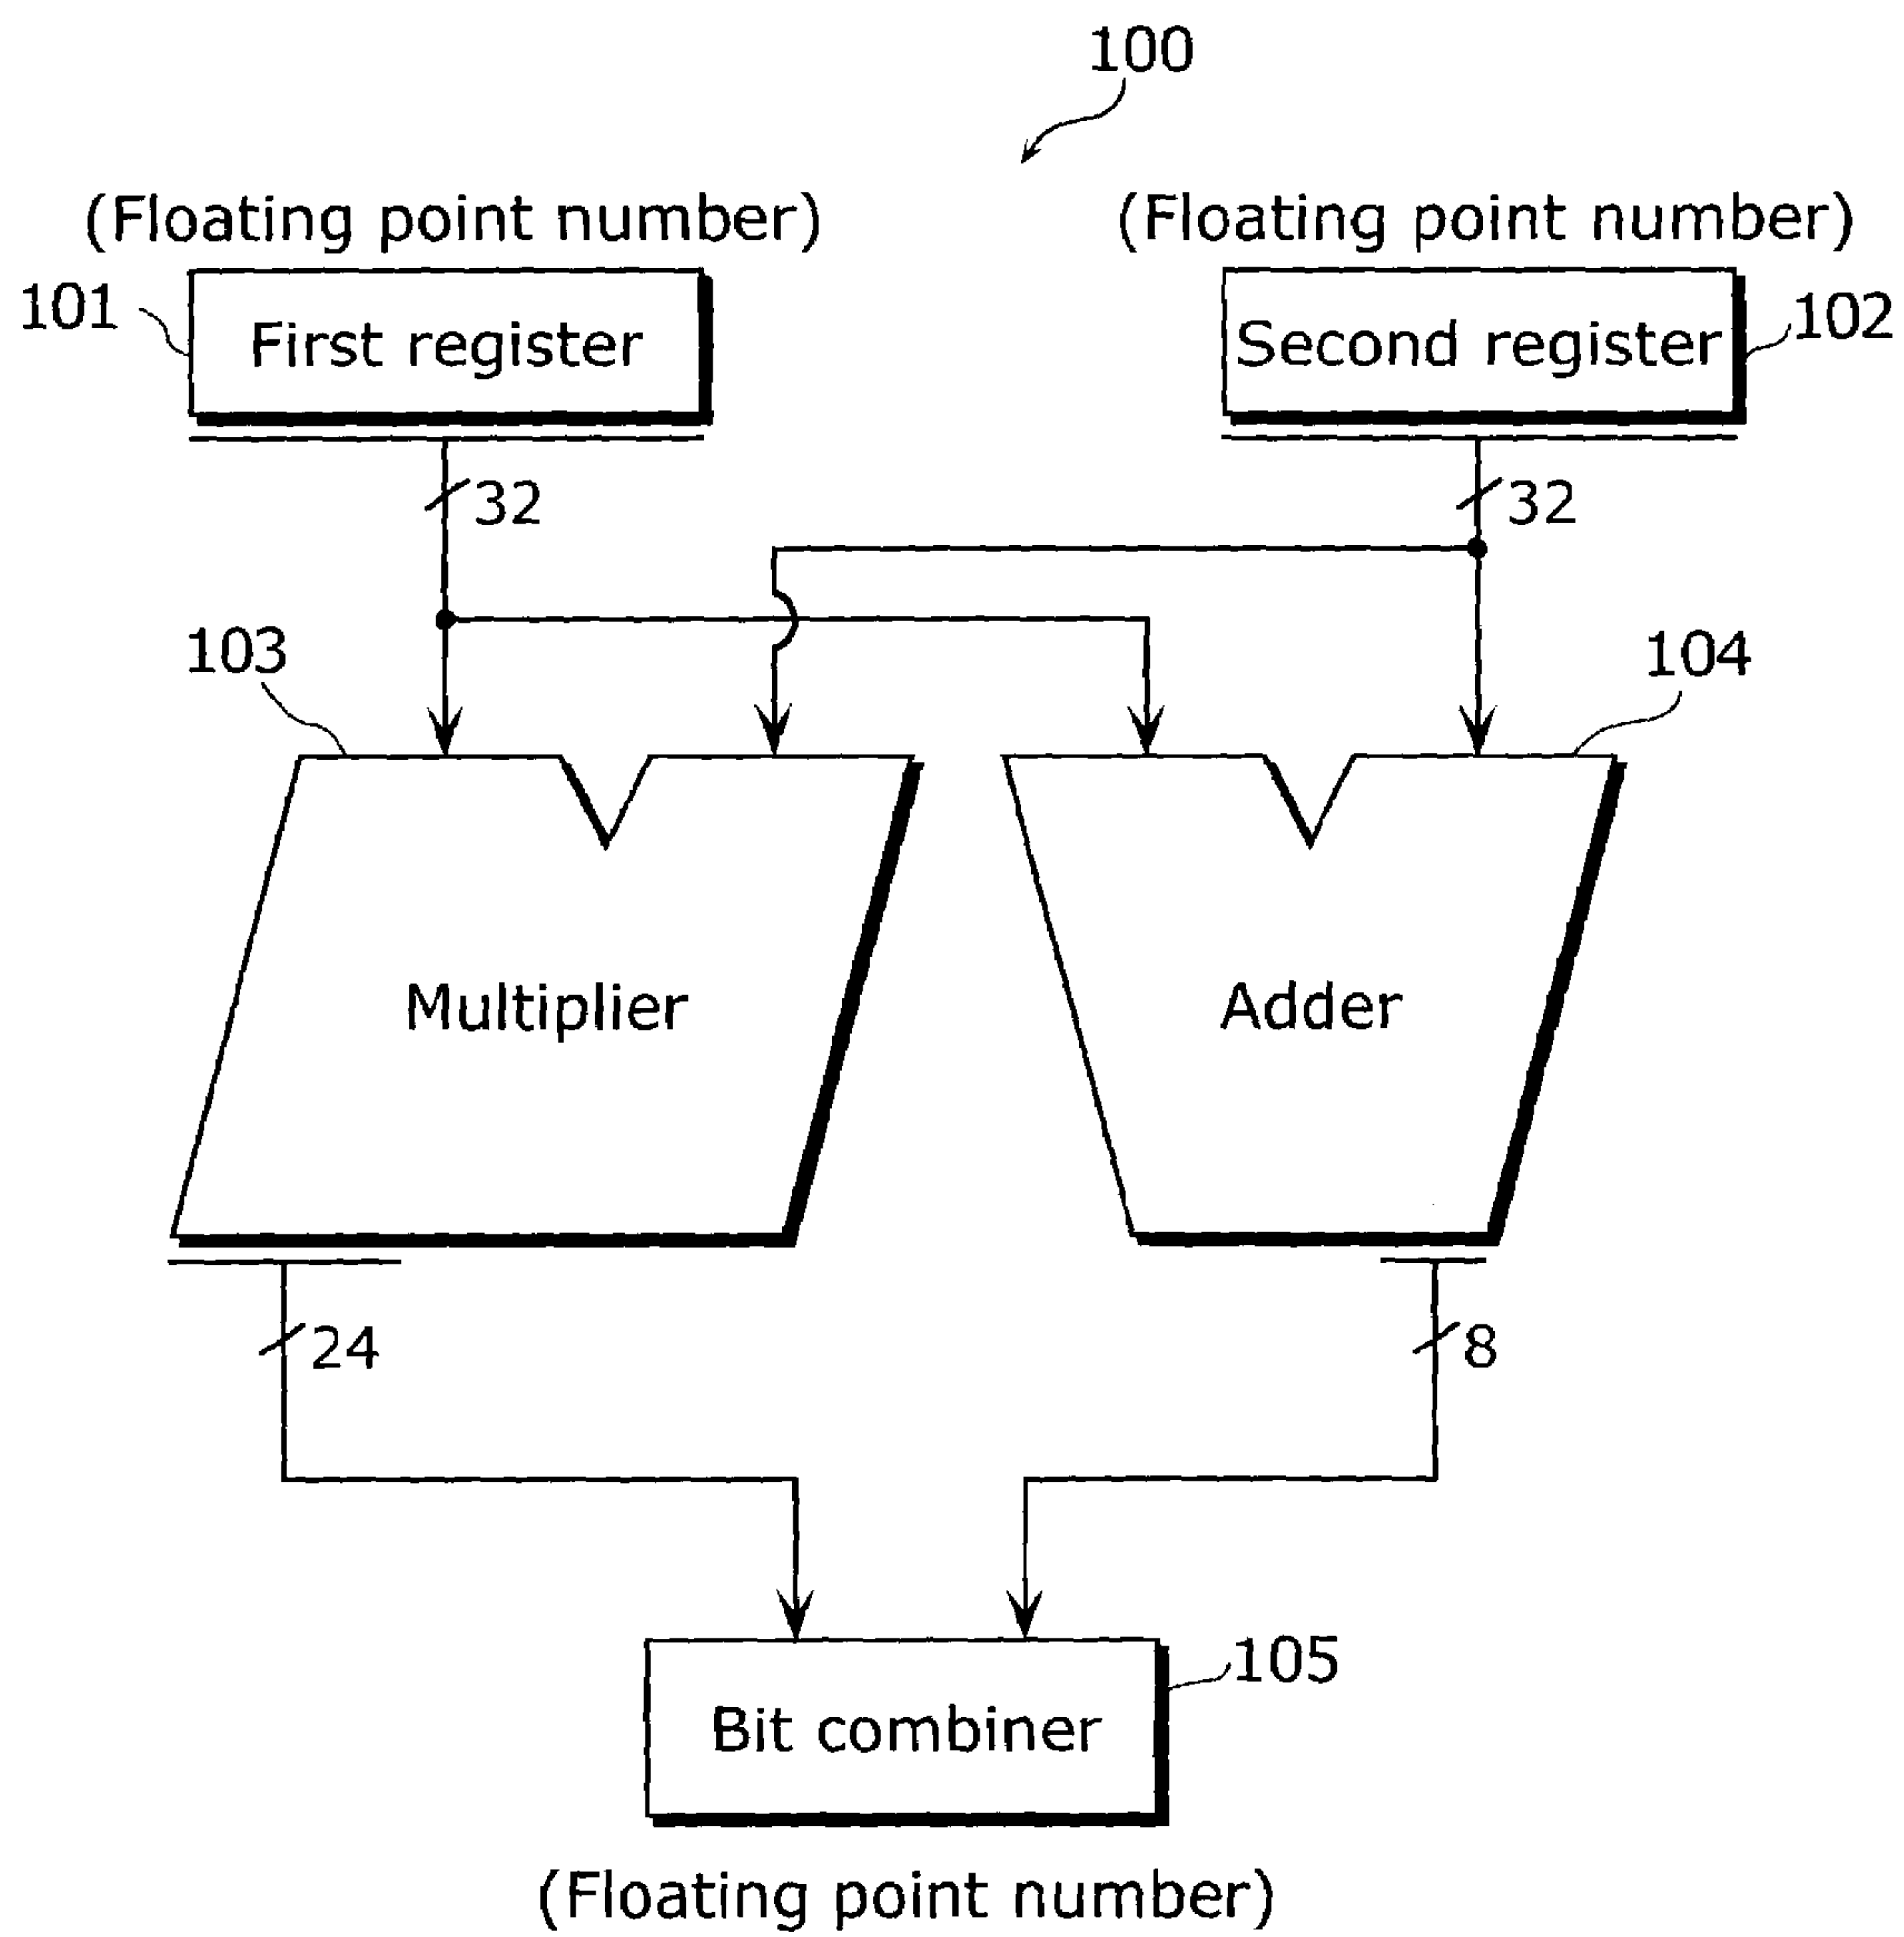 100
(Floating point number)
(Floating point number)
101
First register
Second register
102
32
32
103
104
Multiplier
Adder
24
8
105
Bit combiner
(Floating point number)